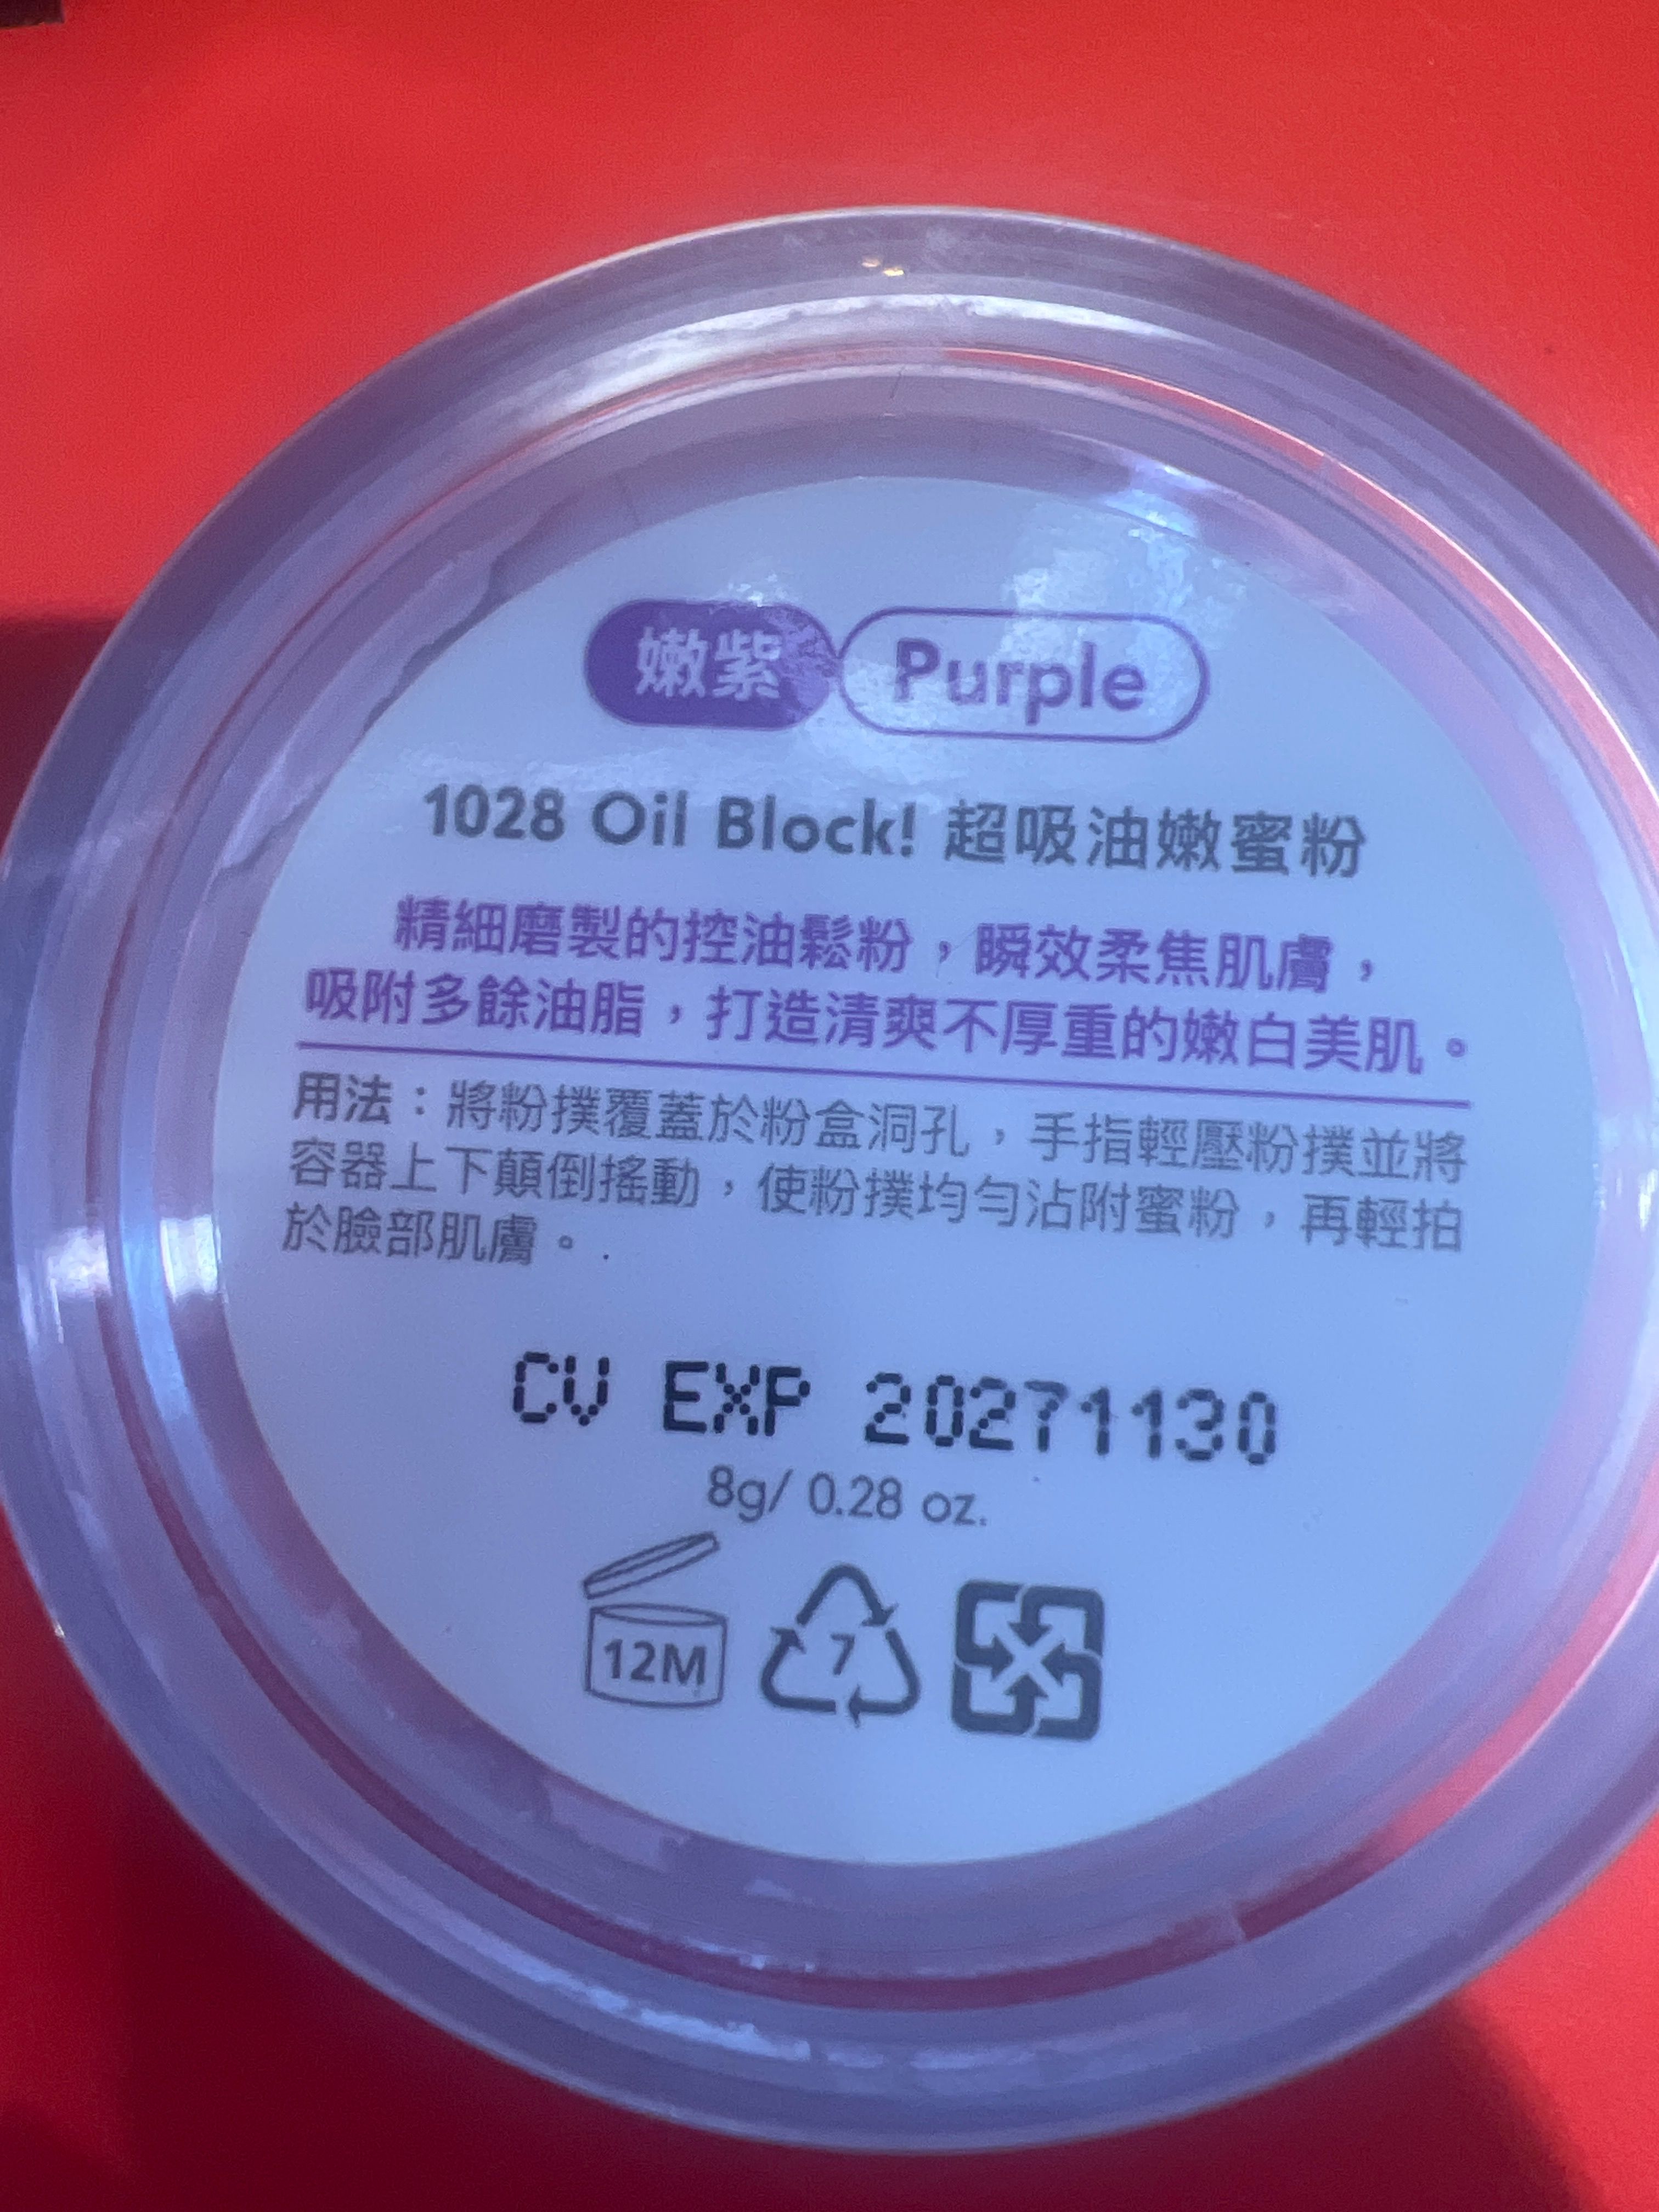 嫩紫 Purple
1028 Oil Block! 超吸油嫩蜜粉
精細磨製的控油鬆粉，瞬效柔焦肌膚，
吸附多餘油脂，打造清爽不厚重的嫩白美肌。
用法：將粉撲覆蓋於粉盒洞孔，手指輕壓粉撲並將
容器上下顛倒搖動，使粉撲均勻沾附蜜粉，再輕拍
於臉部肌膚。
CV EXP 20271130
8g/ 0.28 oz.
12M 7